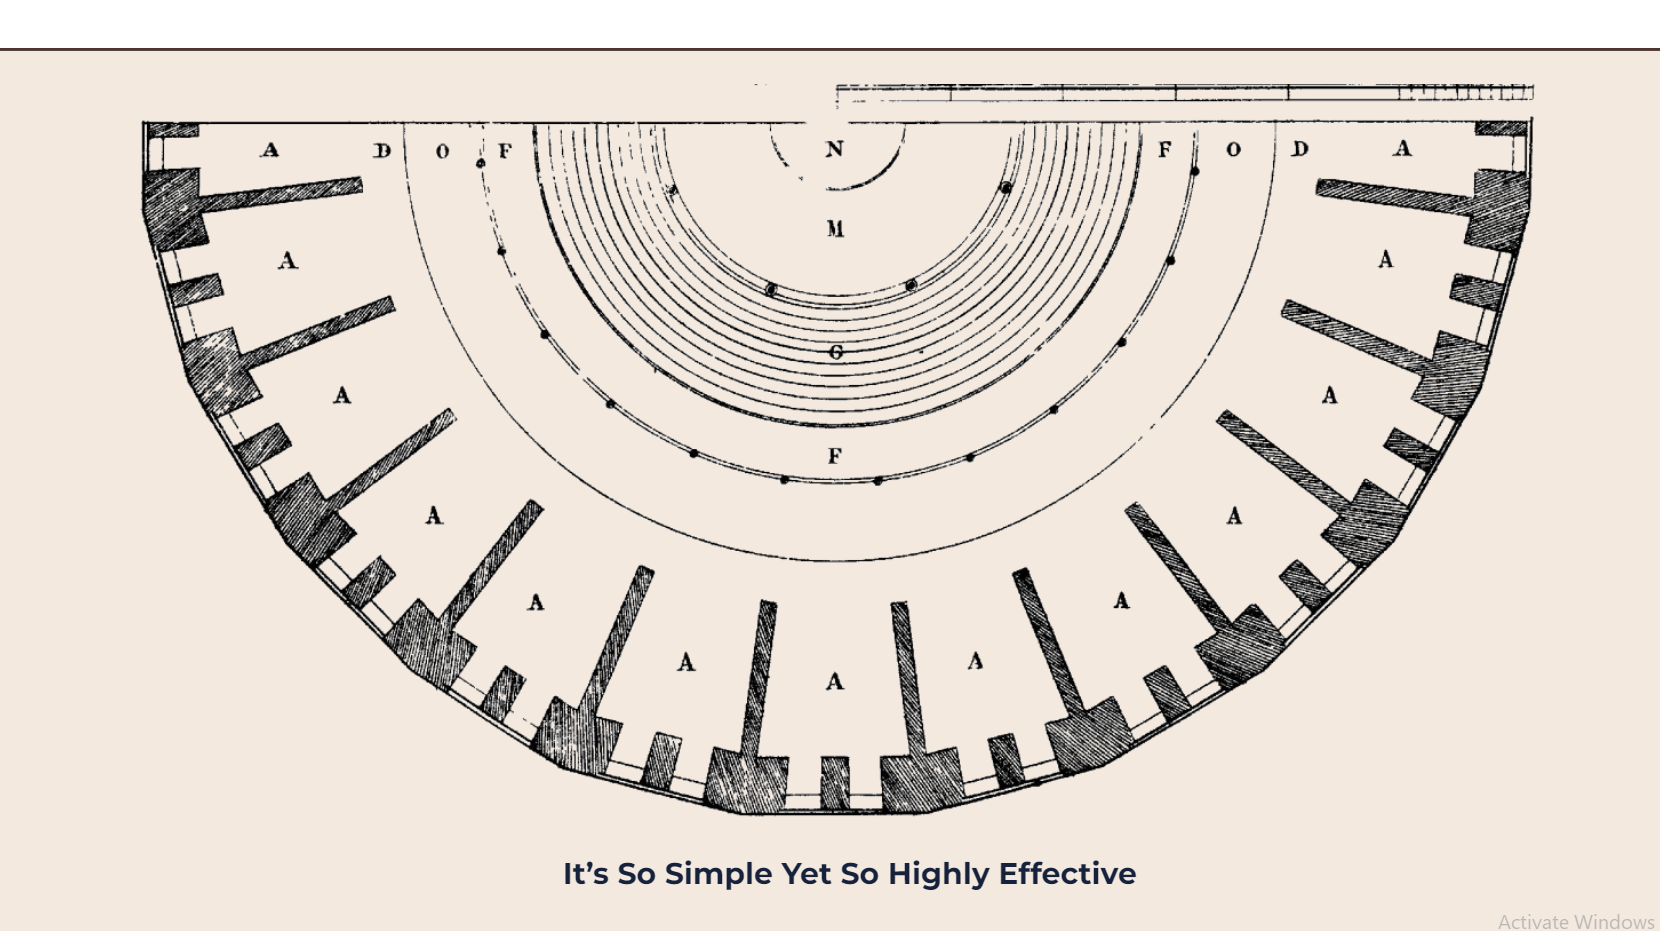 A D O F N F O D A
M
A A
G
A A
F
A A
A A
A A
A
It's So Simple Yet So Highly Effective
Activate Windows